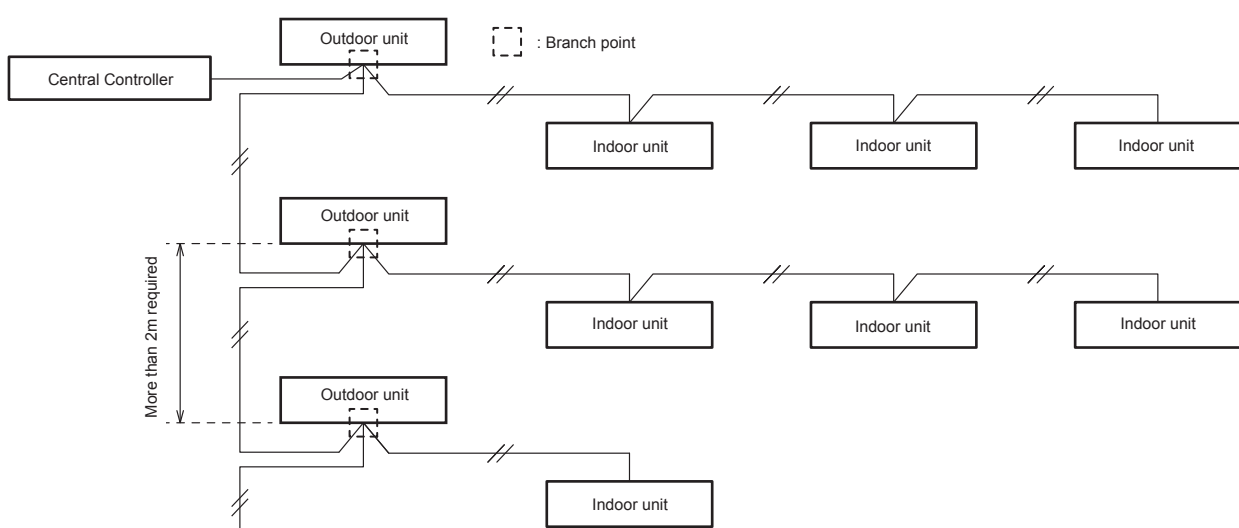 Outdoor unit
: Branch point
Central Controller
Indoor unit
Indoor unit
Indoor unit
Outdoor unit
More than 2m required
Indoor unit
Indoor unit
Indoor unit
Outdoor unit
Indoor unit